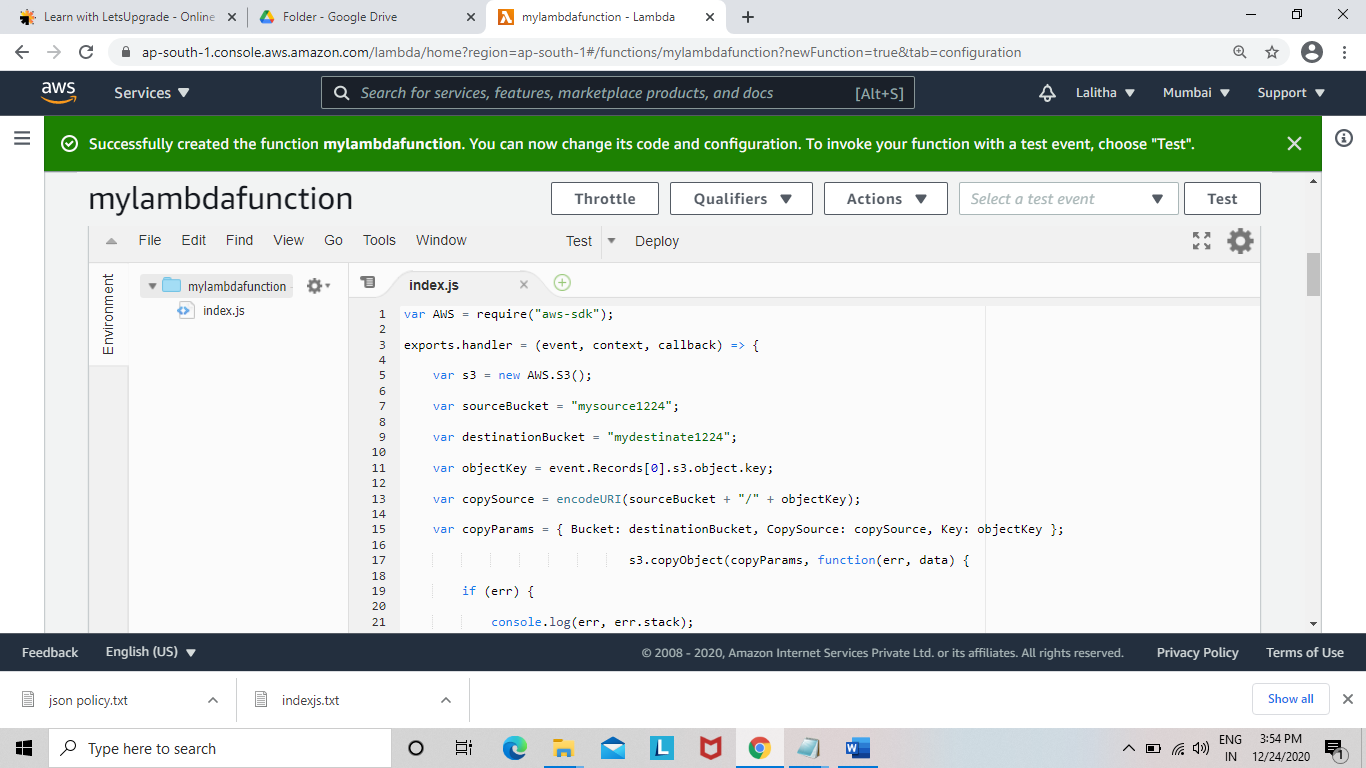 Learn with LetsUpgrade - Online
Folder - Google Drive
mylambdafunction - Lambda
ap-south-1.console.aws.amazon.com/lambda/home?region=ap-south-1#/functions/mylambdafunction?newFunction=true&tab=configuration
aws
Services
Search for services, features, marketplace products, and docs [Alt+S]
Lalitha
Mumbai
Support
Successfully created the function mylambdafunction. You can now change its code and configuration. To invoke your function with a test event, choose "Test".
mylambdafunction
Throttle
Qualifiers
Actions
Select a test event
Test
File Edit Find View Go Tools Window Test Deploy
Environment
mylambdafunction
index.js
index.js
1 var AWS = require("aws-sdk");
2
3 exports.handler = (event, context, callback) => {
4
5 var s3 = new AWS.S3();
6
7 var sourceBucket = "mysource1224";
8
9 var destinationBucket = "mydestinate1224";
10
11 var objectKey = event.Records[0].s3.object.key;
12
13 var copySource = encodeURI(sourceBucket + "/" + objectKey);
14
15 var copyParams = { Bucket: destinationBucket, CopySource: copySource, Key: objectKey };
16
17 s3.copyObject(copyParams, function(err, data) {
18
19 if (err) {
20
21 console.log(err, err.stack);
Feedback
English (US)
© 2008 - 2020, Amazon Internet Services Private Ltd. or its affiliates. All rights reserved.
Privacy Policy
Terms of Use
json policy.txt
indexjs.txt
Show all
Type here to search
L
W
ENG
IN
3:54 PM
12/24/2020
1